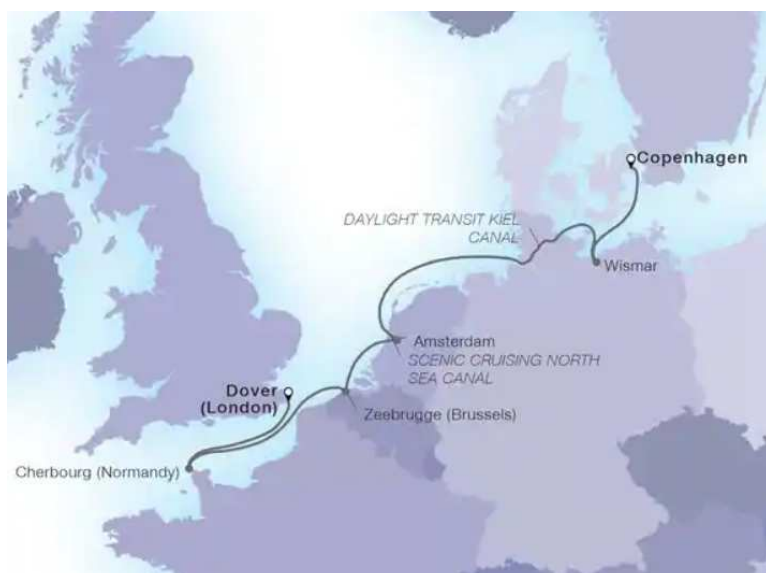 Copenhagen
DAYLIGHT TRANSIT KIEL
CANAL
Wismar
Amsterdam
SCENIC CRUISING NORTH
SEA CANAL
Dover
(London)
Zeebrugge (Brussels)
Cherbourg (Normandy)